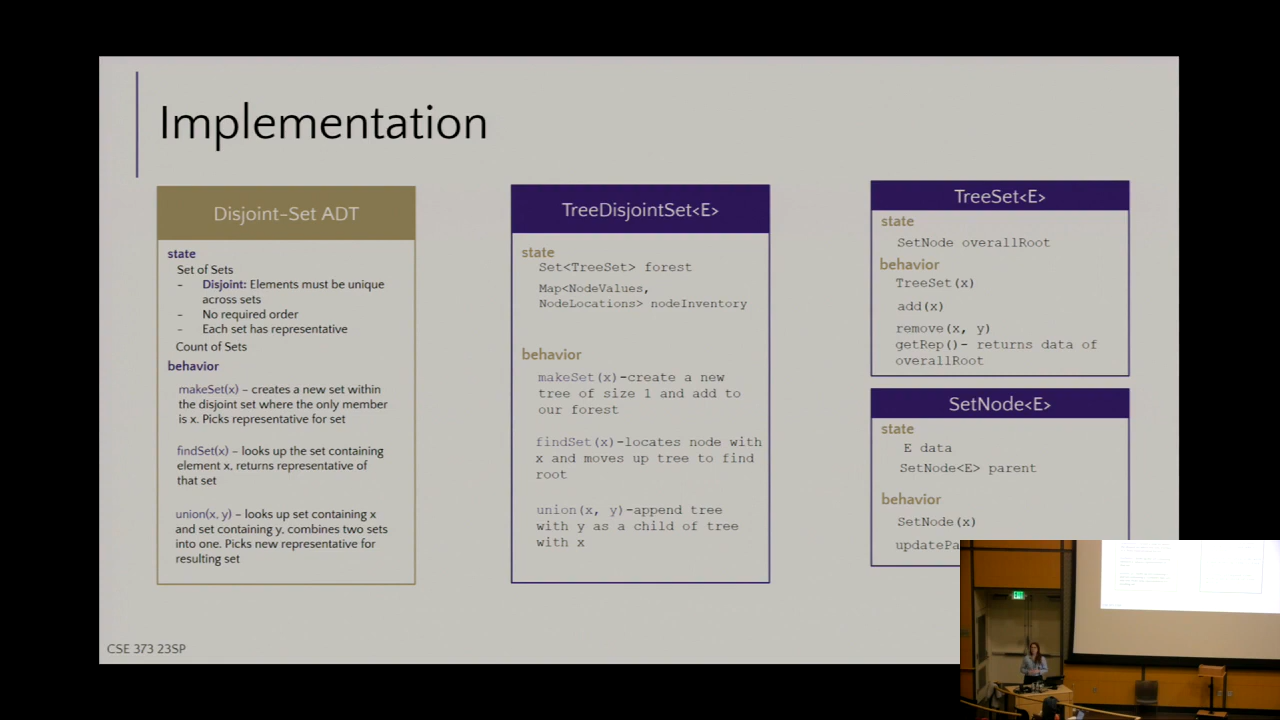 Implementation
Disjoint-Set ADT
state
Set of Sets
- Disjoint: Elements must be unique
across sets
- No required order
- Each set has representative
Count of Sets
behavior
makeSet(x) – creates a new set within
the disjoint set where the only member
is x. Picks representative for set
findSet(x) – looks up the set containing
element x, returns representative of
that set
union(x, y) – looks up set containing x
and set containing y, combines two sets
into one. Picks new representative for
resulting set
TreeDisjointSet<E>
state
Set<TreeSet> forest
Map<NodeValues,
NodeLocations> nodeInventory
behavior
makeSet(x)-create a new
tree of size 1 and add to
our forest
findSet(x)-locates node with
x and moves up tree to find
root
union(x, y)-append tree
with y as a child of tree
with x
TreeSet<E>
state
SetNode overallRoot
behavior
TreeSet(x)
add(x)
remove(x, y)
getRep()- returns data of
overallRoot
SetNode<E>
state
E data
SetNode<E> parent
behavior
SetNode(x)
CSE 373 23SP